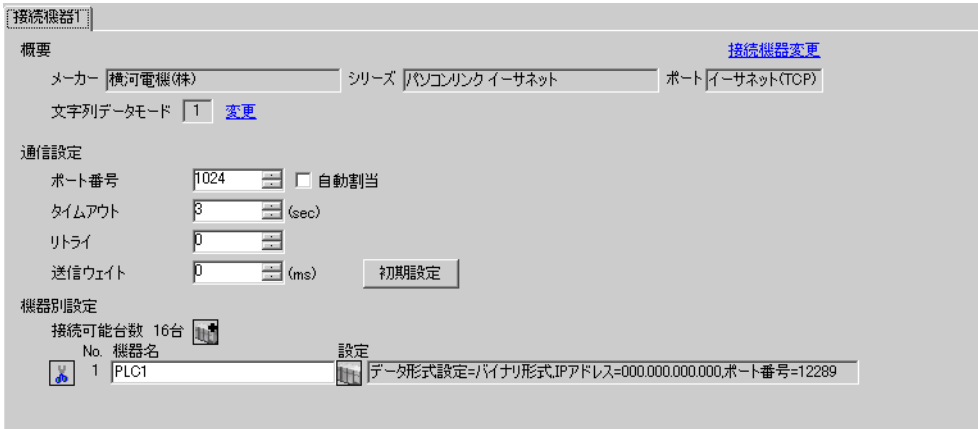 接続機器1
概要 接続機器変更
メーカー 横河電機(株) シリーズ パソコンリンク イーサネット ポート イーサネット(TCP)
文字列データモード 1 変更
通信設定
ポート番号 1024 自動割当
タイムアウト 3 (sec)
リトライ 0
送信ウェイト 0 (ms) 初期設定
機器別設定
接続可能台数 16台
No. 機器名 設定
1 PLC1 データ形式設定=バイナリ形式,IPアドレス=000.000.000.000,ポート番号=12289